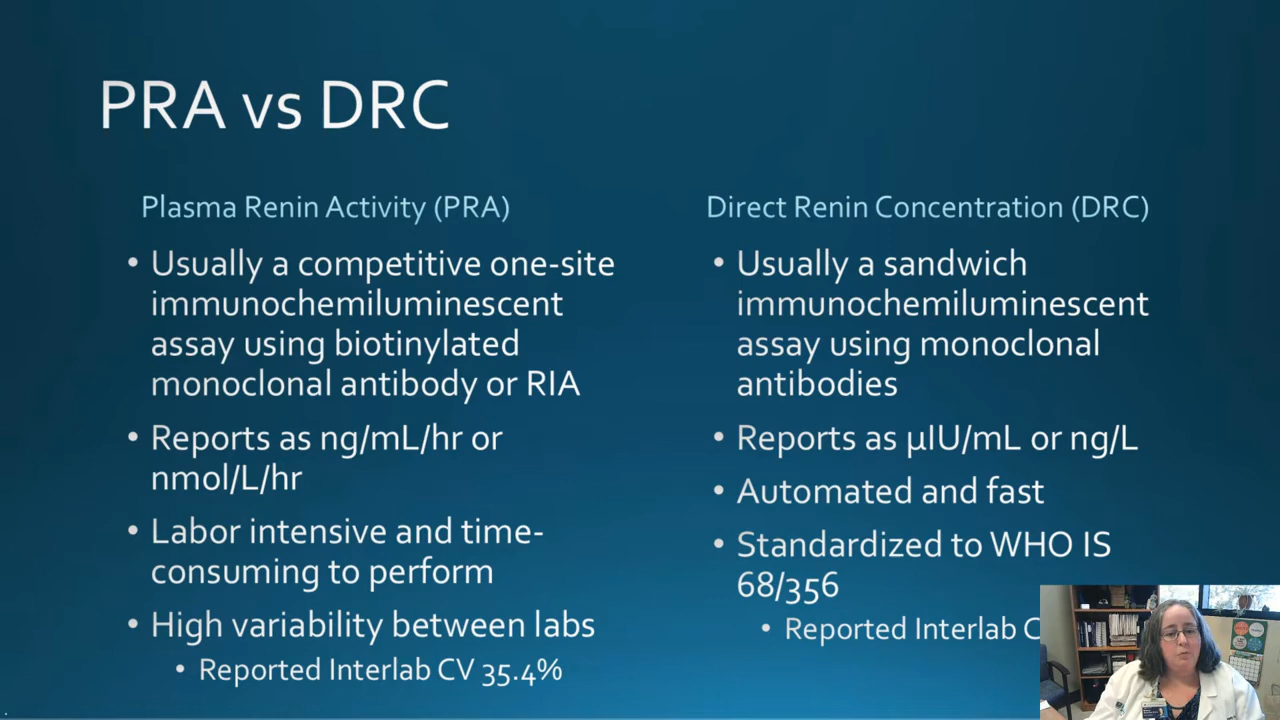 PRA vs DRC
Plasma Renin Activity (PRA)
• Usually a competitive one-site
immunochemiluminescent
assay using biotinylated
monoclonal antibody or RIA
• Reports as ng/mL/hr or
nmol/L/hr
• Labor intensive and time-
consuming to perform
• High variability between labs
• Reported Interlab CV 35.4%
Direct Renin Concentration (DRC)
• Usually a sandwich
immunochemiluminescent
assay using monoclonal
antibodies
• Reports as µIU/mL or ng/L
• Automated and fast
• Standardized to WHO IS
68/356
• Reported Interlab